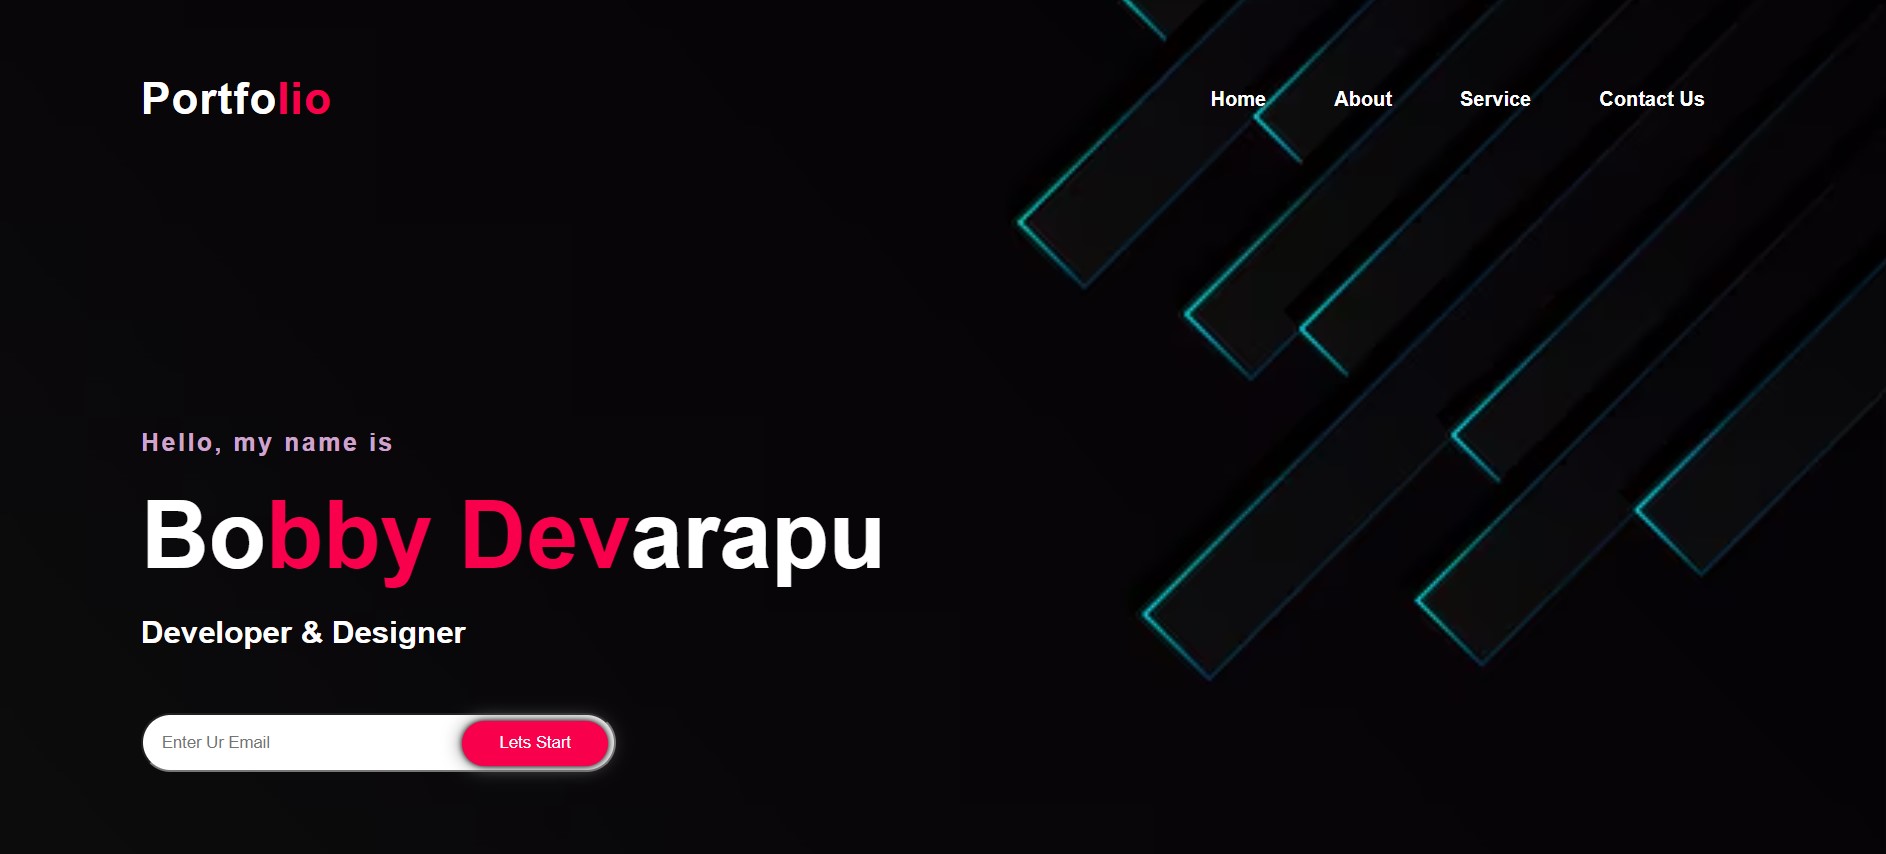 Portfolio
Home About Service Contact Us
Hello, my name is
Bobby Devarapu
Developer & Designer
Enter Ur Email Lets Start